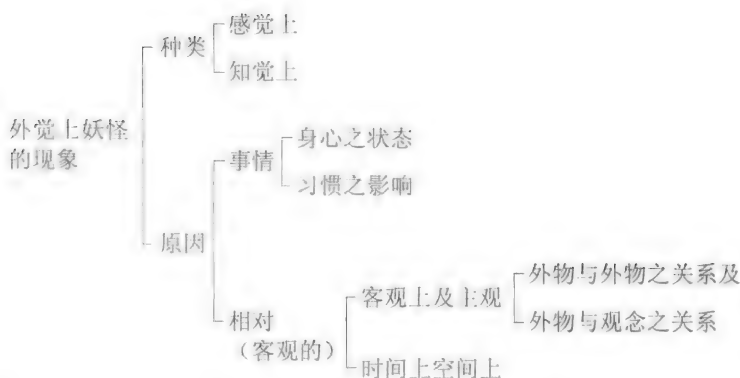 感觉上
种类
知觉上
外觉上妖怪
的现象
身心之状态
事情
习惯之影响
原因
外物与外物之关系及
客观上及主观
外物与观念之关系
相对
（客观的）
时间上空间上